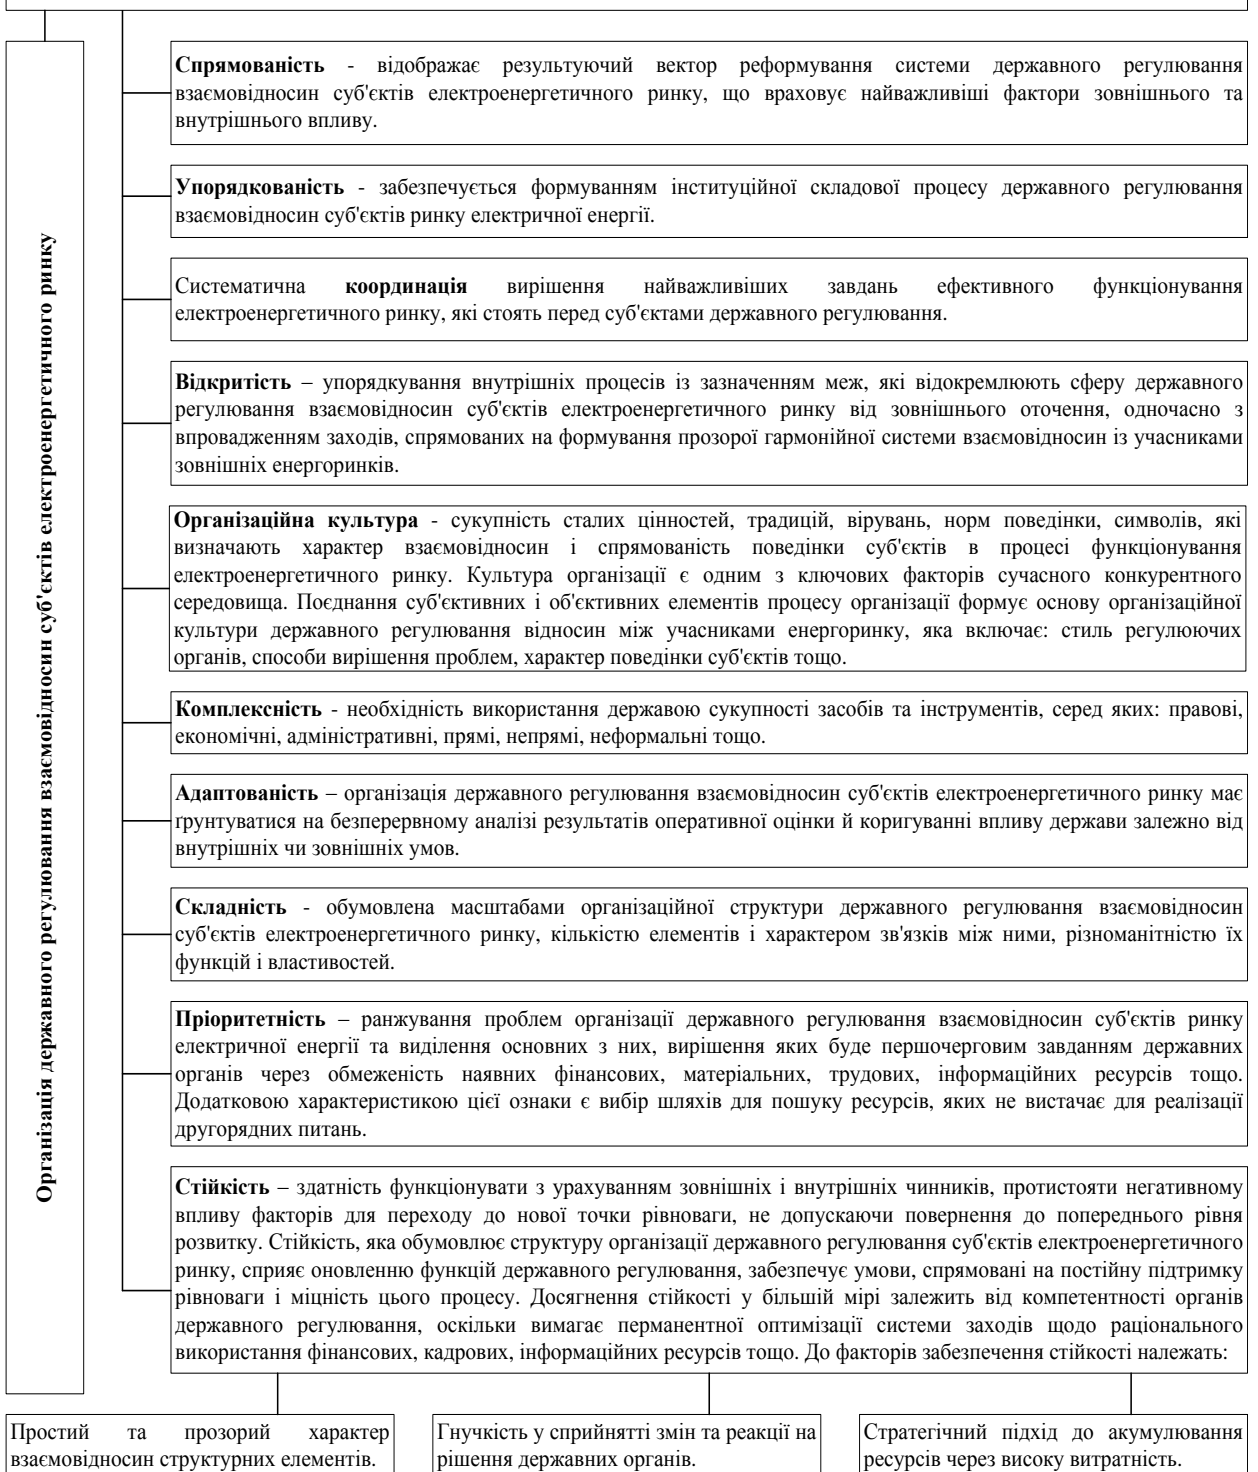 Організація державного регулювання взаємовідносин суб'єктів електроенергетичного ринку
Спрямованість - відображає результуючий вектор реформування системи державного регулювання
взаємовідносин суб'єктів електроенергетичного ринку, що враховує найважливіші фактори зовнішнього та
внутрішнього впливу.
Упорядкованість - забезпечується формуванням інституційної складової процесу державного регулювання
взаємовідносин суб'єктів ринку електричної енергії.
Систематична координація вирішення найважливіших завдань ефективного функціонування
електроенергетичного ринку, які стоять перед суб'єктами державного регулювання.
Відкритість – упорядкування внутрішніх процесів із зазначенням меж, які відокремлюють сферу державного
регулювання взаємовідносин суб'єктів електроенергетичного ринку від зовнішнього оточення, одночасно з
впровадженням заходів, спрямованих на формування прозорої гармонійної системи взаємовідносин із учасниками
зовнішніх енергоринків.
Організаційна культура - сукупність сталих цінностей, традицій, вірувань, норм поведінки, символів, які
визначають характер взаємовідносин і спрямованість поведінки суб'єктів в процесі функціонування
електроенергетичного ринку. Культура організації є одним з ключових факторів сучасного конкурентного
середовища. Поєднання суб'єктивних і об'єктивних елементів процесу організації формує основу організаційної
культури державного регулювання відносин між учасниками енергоринку, яка включає: стиль регулюючих
органів, способи вирішення проблем, характер поведінки суб'єктів тощо.
Комплексність - необхідність використання державою сукупності засобів та інструментів, серед яких: правові,
економічні, адміністративні, прямі, непрямі, неформальні тощо.
Адаптованість – організація державного регулювання взаємовідносин суб'єктів електроенергетичного ринку має
ґрунтуватися на безперервному аналізі результатів оперативної оцінки й коригуванні впливу держави залежно від
внутрішніх чи зовнішніх умов.
Складність - обумовлена масштабами організаційної структури державного регулювання взаємовідносин
суб'єктів електроенергетичного ринку, кількістю елементів і характером зв'язків між ними, різноманітністю їх
функцій і властивостей.
Пріоритетність – ранжування проблем організації державного регулювання взаємовідносин суб'єктів ринку
електричної енергії та виділення основних з них, вирішення яких буде першочерговим завданням державних
органів через обмеженість наявних фінансових, матеріальних, трудових, інформаційних ресурсів тощо.
Додатковою характеристикою цієї ознаки є вибір шляхів для пошуку ресурсів, яких не вистачає для реалізації
другорядних питань.
Стійкість – здатність функціонувати з урахуванням зовнішніх і внутрішніх чинників, протистояти негативному
впливу факторів для переходу до нової точки рівноваги, не допускаючи повернення до попереднього рівня
розвитку. Стійкість, яка обумовлює структуру організації державного регулювання суб'єктів електроенергетичного
ринку, сприяє оновленню функцій державного регулювання, забезпечує умови, спрямовані на постійну підтримку
рівноваги і міцність цього процесу. Досягнення стійкості у більшій мірі залежить від компетентності органів
державного регулювання, оскільки вимагає перманентної оптимізації системи заходів щодо раціонального
використання фінансових, кадрових, інформаційних ресурсів тощо. До факторів забезпечення стійкості належать:
Простий та прозорий характер
взаємовідносин структурних елементів.
Гнучкість у сприйнятті змін та реакції на
рішення державних органів.
Стратегічний підхід до акумулювання
ресурсів через високу витратність.